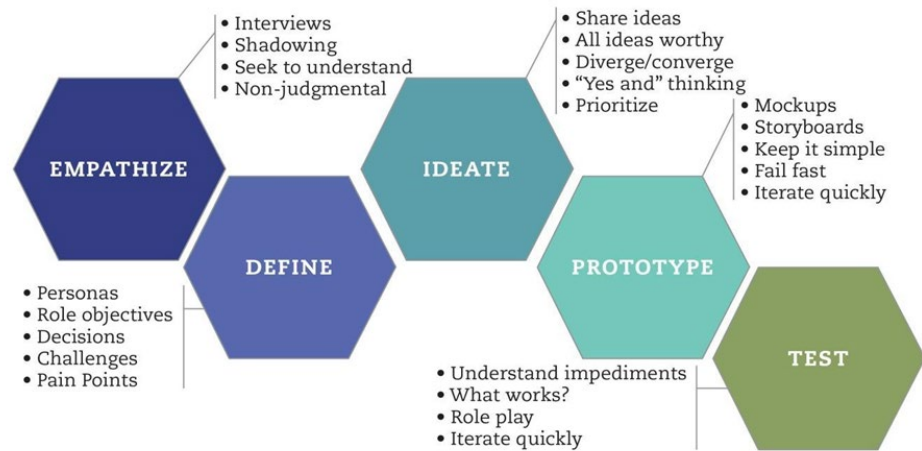 EMPATHIZE
• Interviews
• Shadowing
• Seek to understand
• Non-judgmental
DEFINE
• Personas
• Role objectives
• Decisions
• Challenges
• Pain Points
IDEATE
• Share ideas
• All ideas worthy
• Diverge/converge
• “Yes and” thinking
• Prioritize
PROTOTYPE
• Mockups
• Storyboards
• Keep it simple
• Fail fast
• Iterate quickly
TEST
• Understand impediments
• What works?
• Role play
• Iterate quickly